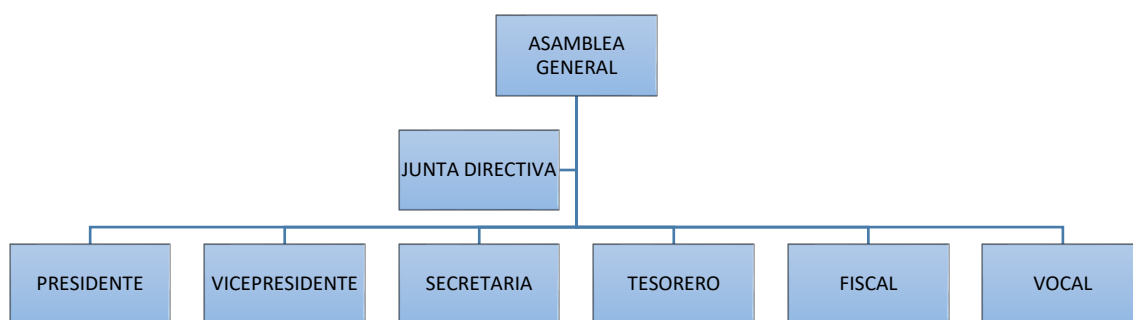 ASAMBLEA
GENERAL
JUNTA DIRECTIVA
PRESIDENTE
VICEPRESIDENTE
SECRETARIA
TESORERO
FISCAL
VOCAL